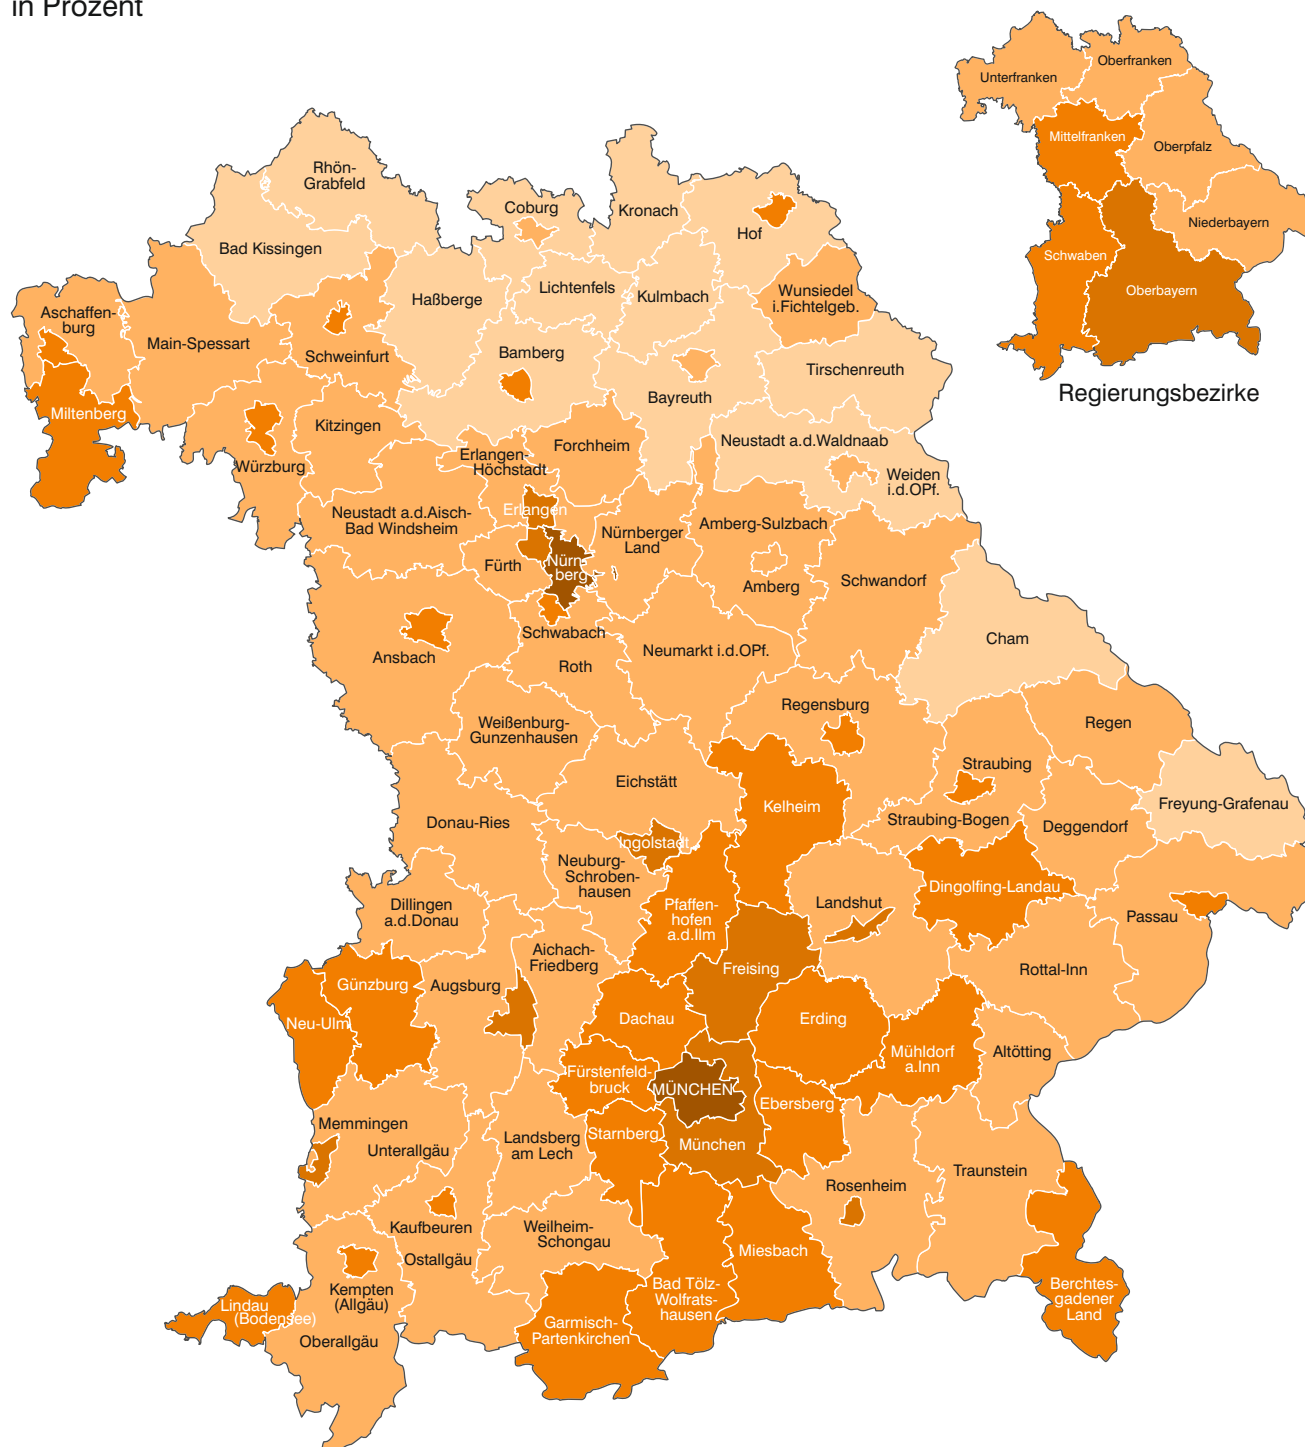 in Prozent
Unterfranken
Oberfranken
Mittelfranken
Oberpfalz
Niederbayern
Schwaben
Oberbayern
Regierungsbezirke
Rhön-
Grabfeld
Bad Kissingen
Coburg
Kronach
Hof
Haßberge
Lichtenfels
Kulmbach
Wunsiedel
i.Fichtelgeb.
Aschaffen-
burg
Main-Spessart
Schweinfurt
Bamberg
Tirschenreuth
Bayreuth
Miltenberg
Kitzingen
Würzburg
Erlangen-
Höchstadt
Forchheim
Neustadt a.d.Waldnaab
Weiden
i.d.OPf.
Neustadt a.d.Aisch-
Bad Windsheim
Erlangen
Nürnberger
Land
Amberg-Sulzbach
Fürth
Nürn-
berg
Amberg
Schwandorf
Schwabach
Ansbach
Roth
Neumarkt i.d.OPf.
Cham
Weißenburg-
Gunzenhausen
Regensburg
Regen
Eichstätt
Straubing
Kelheim
Freyung-Grafenau
Donau-Ries
Straubing-Bogen
Deggendorf
Ingolstadt
Neuburg-
Schroben-
hausen
Dingolfing-Landau
Dillingen
a.d.Donau
Pfaffen-
hofen
a.d.Ilm
Landshut
Passau
Aichach-
Friedberg
Freising
Rottal-Inn
Günzburg
Augsburg
Neu-Ulm
Dachau
Erding
Mühldorf
a.Inn
Altötting
Fürstenfeld-
bruck
MÜNCHEN
Ebersberg
Memmingen
Unterallgäu
Landsberg
am Lech
Starnberg
München
Traunstein
Rosenheim
Kaufbeuren
Ostallgäu
Weilheim-
Schongau
Miesbach
Kempten
(Allgäu)
Bad Tölz-
Wolfrats-
hausen
Berchtes-
gadener
Land
Lindau
(Bodensee)
Oberallgäu
Garmisch-
Partenkirchen